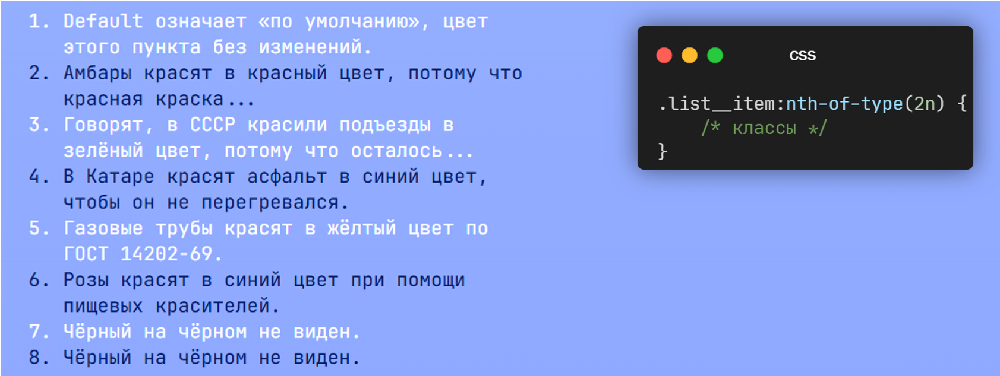 1. Default означает «по умолчанию», цвет
этого пункта без изменений.
2. Амбары красят в красный цвет, потому что
красная краска...
3. Говорят, в СССР красили подъезды в
зелёный цвет, потому что осталось...
4. В Катаре красят асфальт в синий цвет,
чтобы он не перегревался.
5. Газовые трубы красят в жёлтый цвет по
ГОСТ 14202-69.
6. Розы красят в синий цвет при помощи
пищевых красителей.
7. Чёрный на чёрном не виден.
8. Чёрный на чёрном не виден.
CSS
.list__item:nth-of-type(2n) {
/* классы */
}